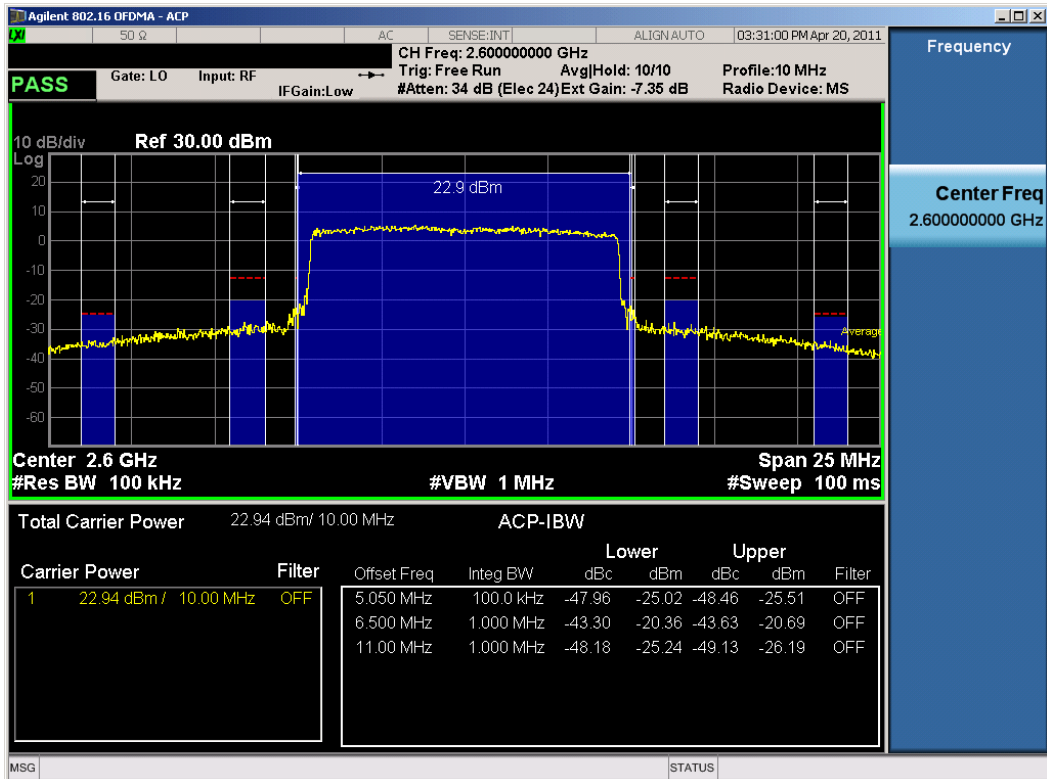 Agilent 802.16 OFDMA - ACP
LXI 50 Ω AC SENSE:INT ALIGN AUTO 03:31:00 PM Apr 20, 2011
Frequency
CH Freq: 2.600000000 GHz
PASS Gate: LO Input: RF Trig: Free Run Avg|Hold: 10/10 Profile:10 MHz
IFGain:Low #Atten: 34 dB (Elec 24) Ext Gain: -7.35 dB Radio Device: MS
10 dB/div Ref 30.00 dBm
Log
20
10
0
-10
-20
-30
-40
-50
-60
22.9 dBm
Average
Center Freq
2.600000000 GHz
Center 2.6 GHz Span 25 MHz
#Res BW 100 kHz #VBW 1 MHz #Sweep 100 ms
Total Carrier Power 22.94 dBm/ 10.00 MHz ACP-IBW
Lower Upper
Carrier Power Filter Offset Freq Integ BW dBc dBm dBc dBm Filter
1 22.94 dBm / 10.00 MHz OFF 5.050 MHz 100.0 kHz -47.96 -25.02 -48.46 -25.51 OFF
6.500 MHz 1.000 MHz -43.30 -20.36 -43.63 -20.69 OFF
11.00 MHz 1.000 MHz -48.18 -25.24 -49.13 -26.19 OFF
MSG STATUS